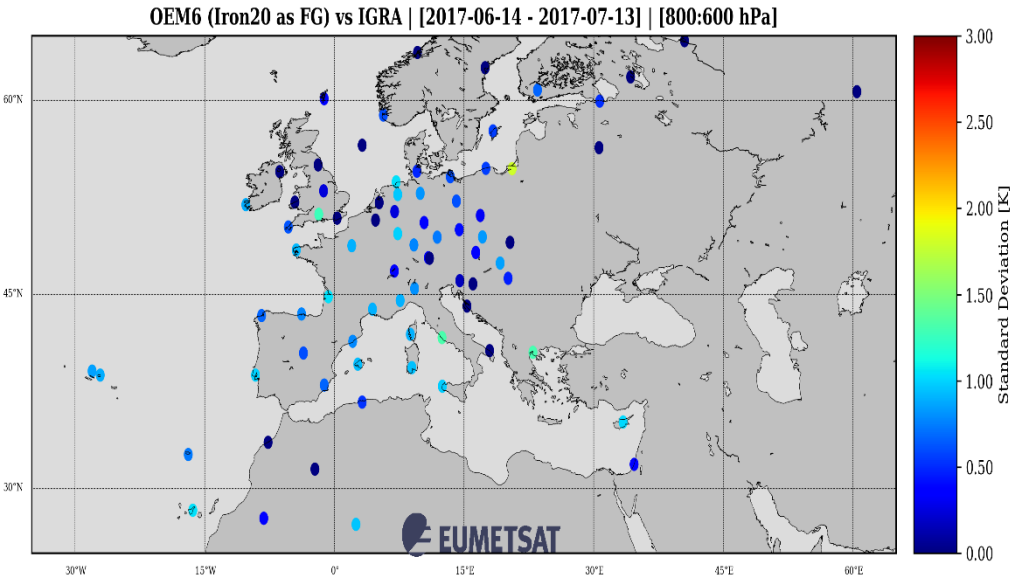 OEM6 (Iron20 as FG) vs IGRA | [2017-06-14 - 2017-07-13] | [800:600 hPa]
3.00
2.50
2.00
1.50
1.00
0.50
0.00
Standard Deviation [K]
60°N
45°N
30°N
EUMETSAT
30°W
15°W
0°
15°E
30°E
45°E
60°E